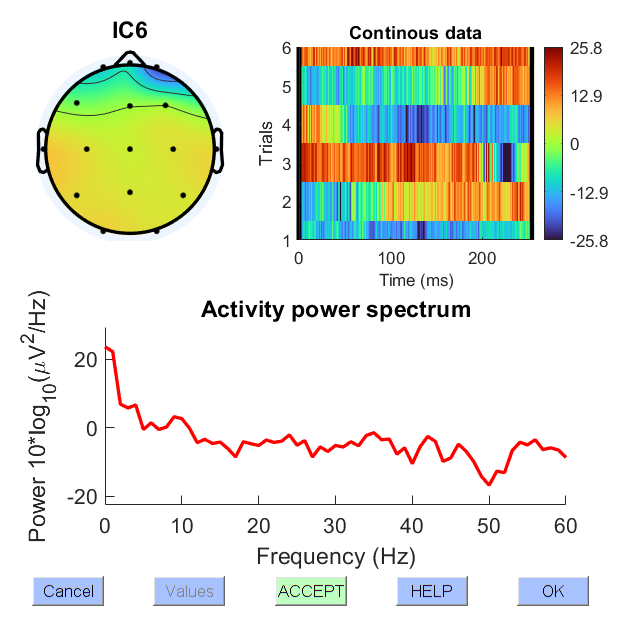 IC6
Continous data
6
5
4
3
2
1
Trials
0 100 200
Time (ms)
25.8
12.9
0
-12.9
-25.8
Activity power spectrum
Power 10*log10(μV2/Hz)
20
0
-20
0 10 20 30 40 50 60
Frequency (Hz)
Cancel Values ACCEPT HELP OK